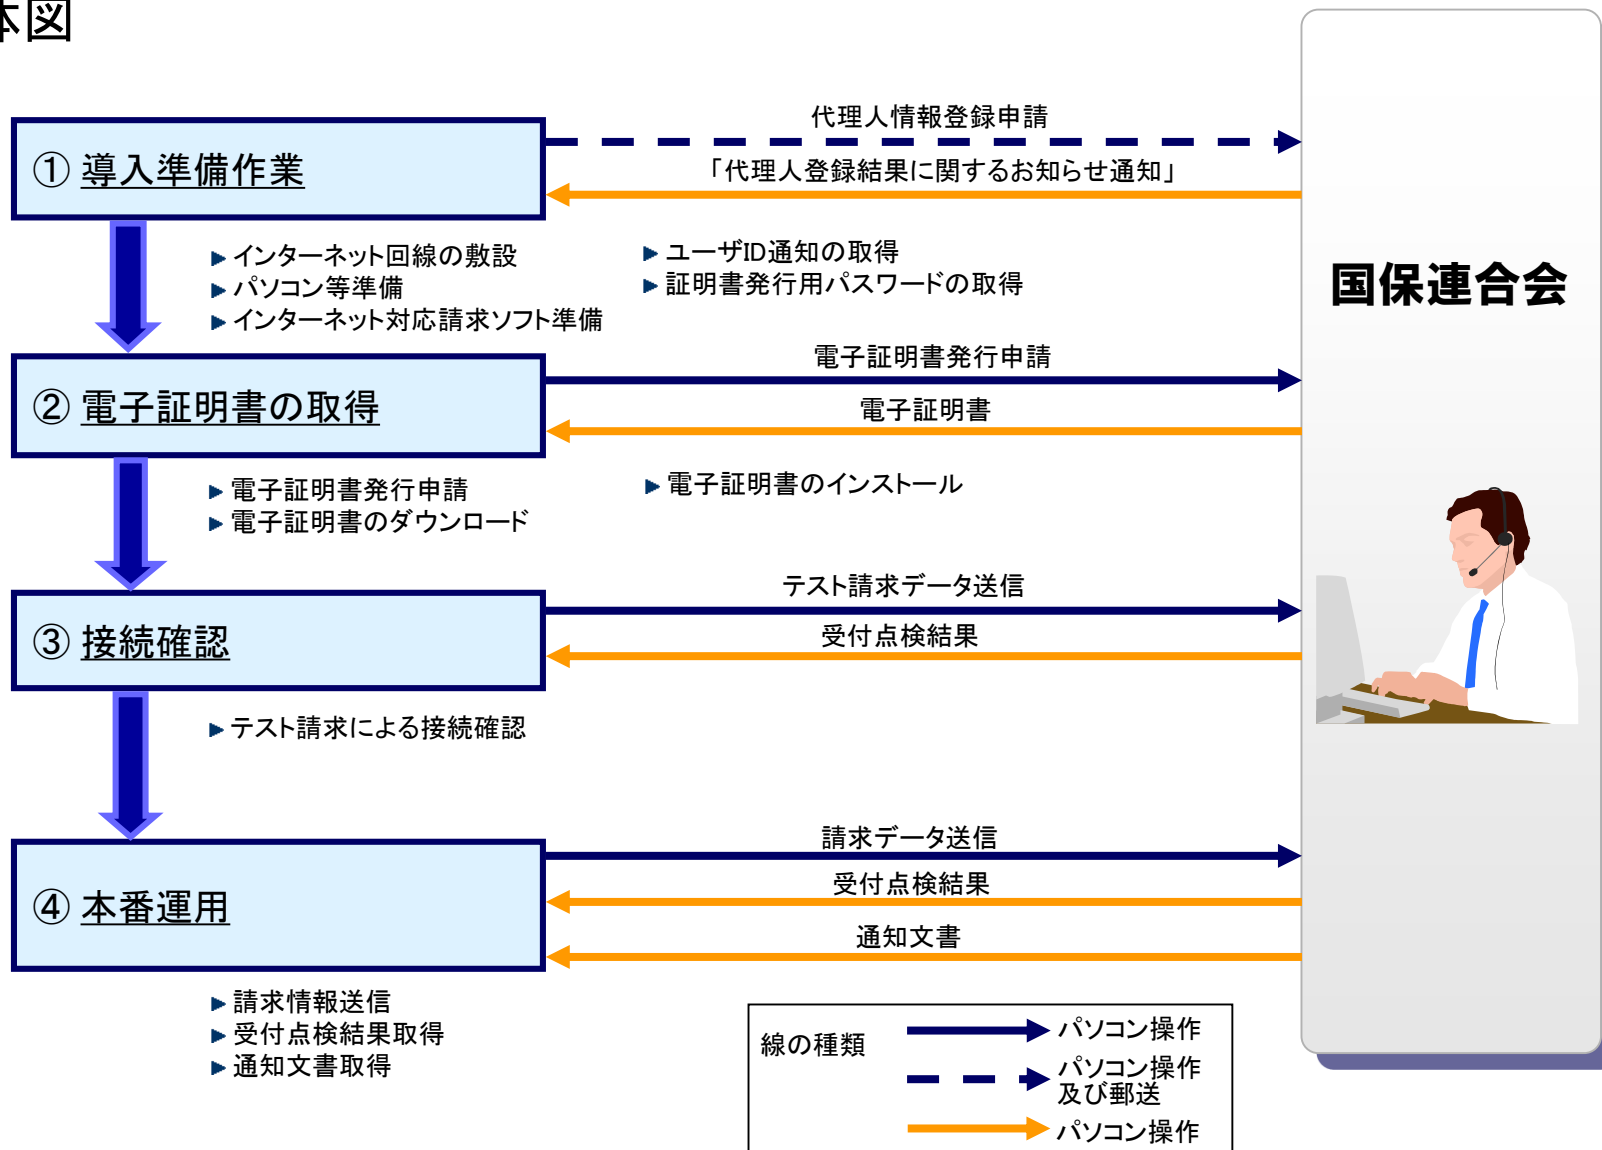 本図
代理人情報登録申請
① 導入準備作業
「代理人登録結果に関するお知らせ通知」
インターネット回線の敷設
パソコン等準備
インターネット対応請求ソフト準備
ユーザID通知の取得
証明書発行用パスワードの取得
国保連合会
電子証明書発行申請
② 電子証明書の取得
電子証明書
電子証明書発行申請
電子証明書のダウンロード
電子証明書のインストール
テスト請求データ送信
③ 接続確認
受付点検結果
テスト請求による接続確認
請求データ送信
④ 本番運用
受付点検結果
通知文書
請求情報送信
受付点検結果取得
通知文書取得
線の種類
パソコン操作
パソコン操作
及び郵送
パソコン操作